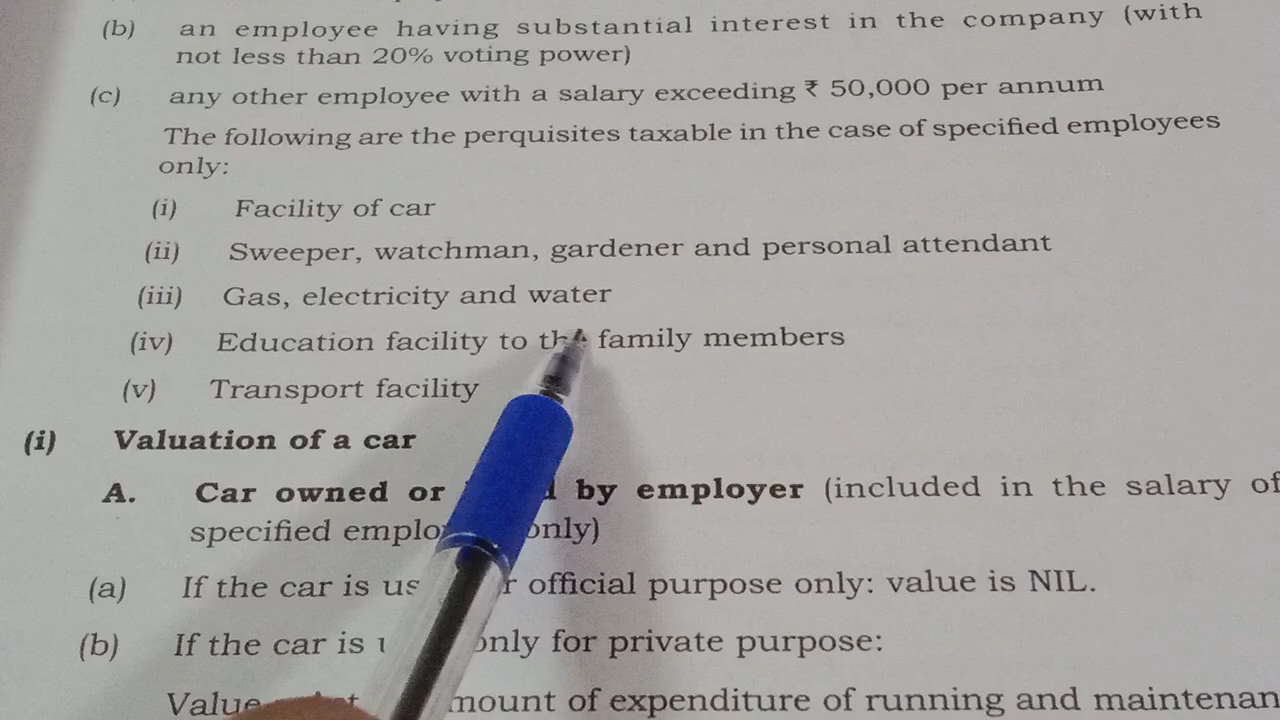 (b) an employee having substantial interest in the company (with
not less than 20% voting power)
(c) any other employee with a salary exceeding ₹ 50,000 per annum
The following are the perquisites taxable in the case of specified employees
only:
(i) Facility of car
(ii) Sweeper, watchman, gardener and personal attendant
(iii) Gas, electricity and water
(iv) Education facility to the family members
(v) Transport facility
(i) Valuation of a car
A. Car owned or by employer (included in the salary of
specified only)
(a) If the car is official purpose only: value is NIL.
(b) If the car is only for private purpose:
of expenditure of running and